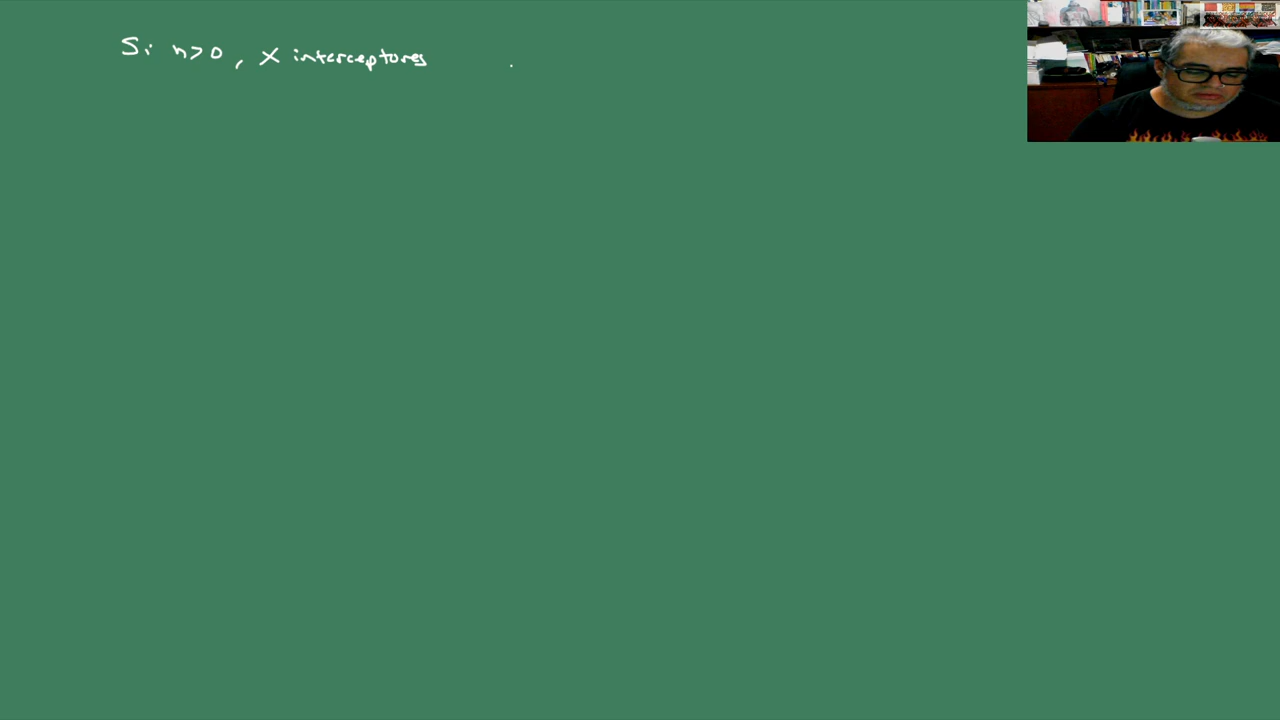 Si n>0, X interceptores